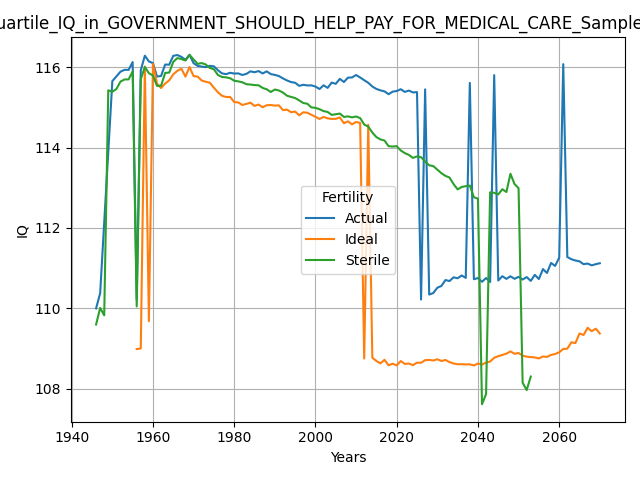 uartile_IQ_in_GOVERNMENT_SHOULD_HELP_PAY_FOR_MEDICAL_CARE_Sample
116
114
112
110
108
IQ
Fertility
Actual
Ideal
Sterile
1940 1960 1980 2000 2020 2040 2060
Years